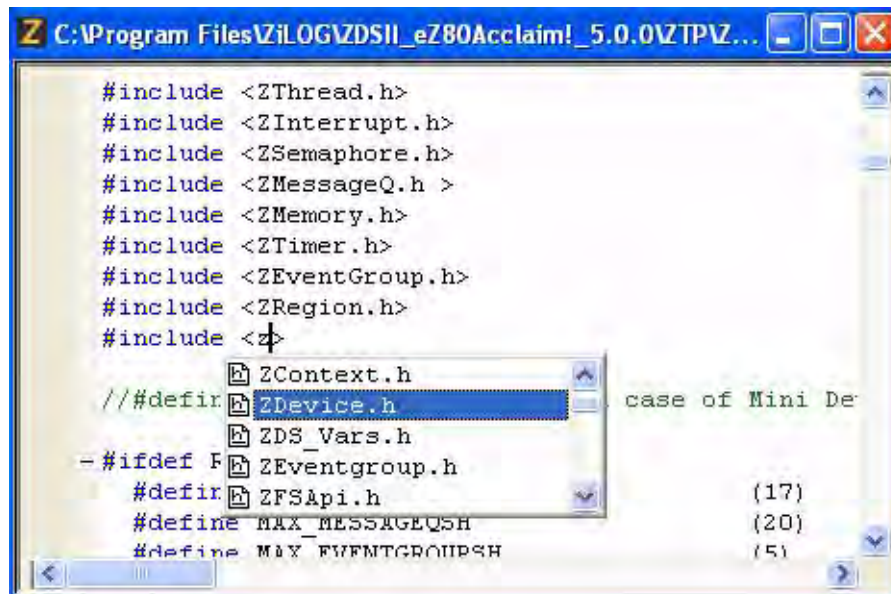 Z C:\Program Files\ZiLOG\ZDSII_eZ80Acclaim!_5.0.0\ZTP\Z...
#include <ZThread.h>
#include <ZInterrupt.h>
#include <ZSemaphore.h>
#include <ZMessageQ.h >
#include <ZMemory.h>
#include <ZTimer.h>
#include <ZEventGroup.h>
#include <ZRegion.h>
#include <z>
ZContext.h
//#defin ZDevice.h case of Mini De
ZDS_Vars.h
#ifdef R ZEventgroup.h
#defin ZFSApi.h (17)
#define MAX_MESSAGEQSH (20)
#define MAX_EVENTGROUPSH (5)